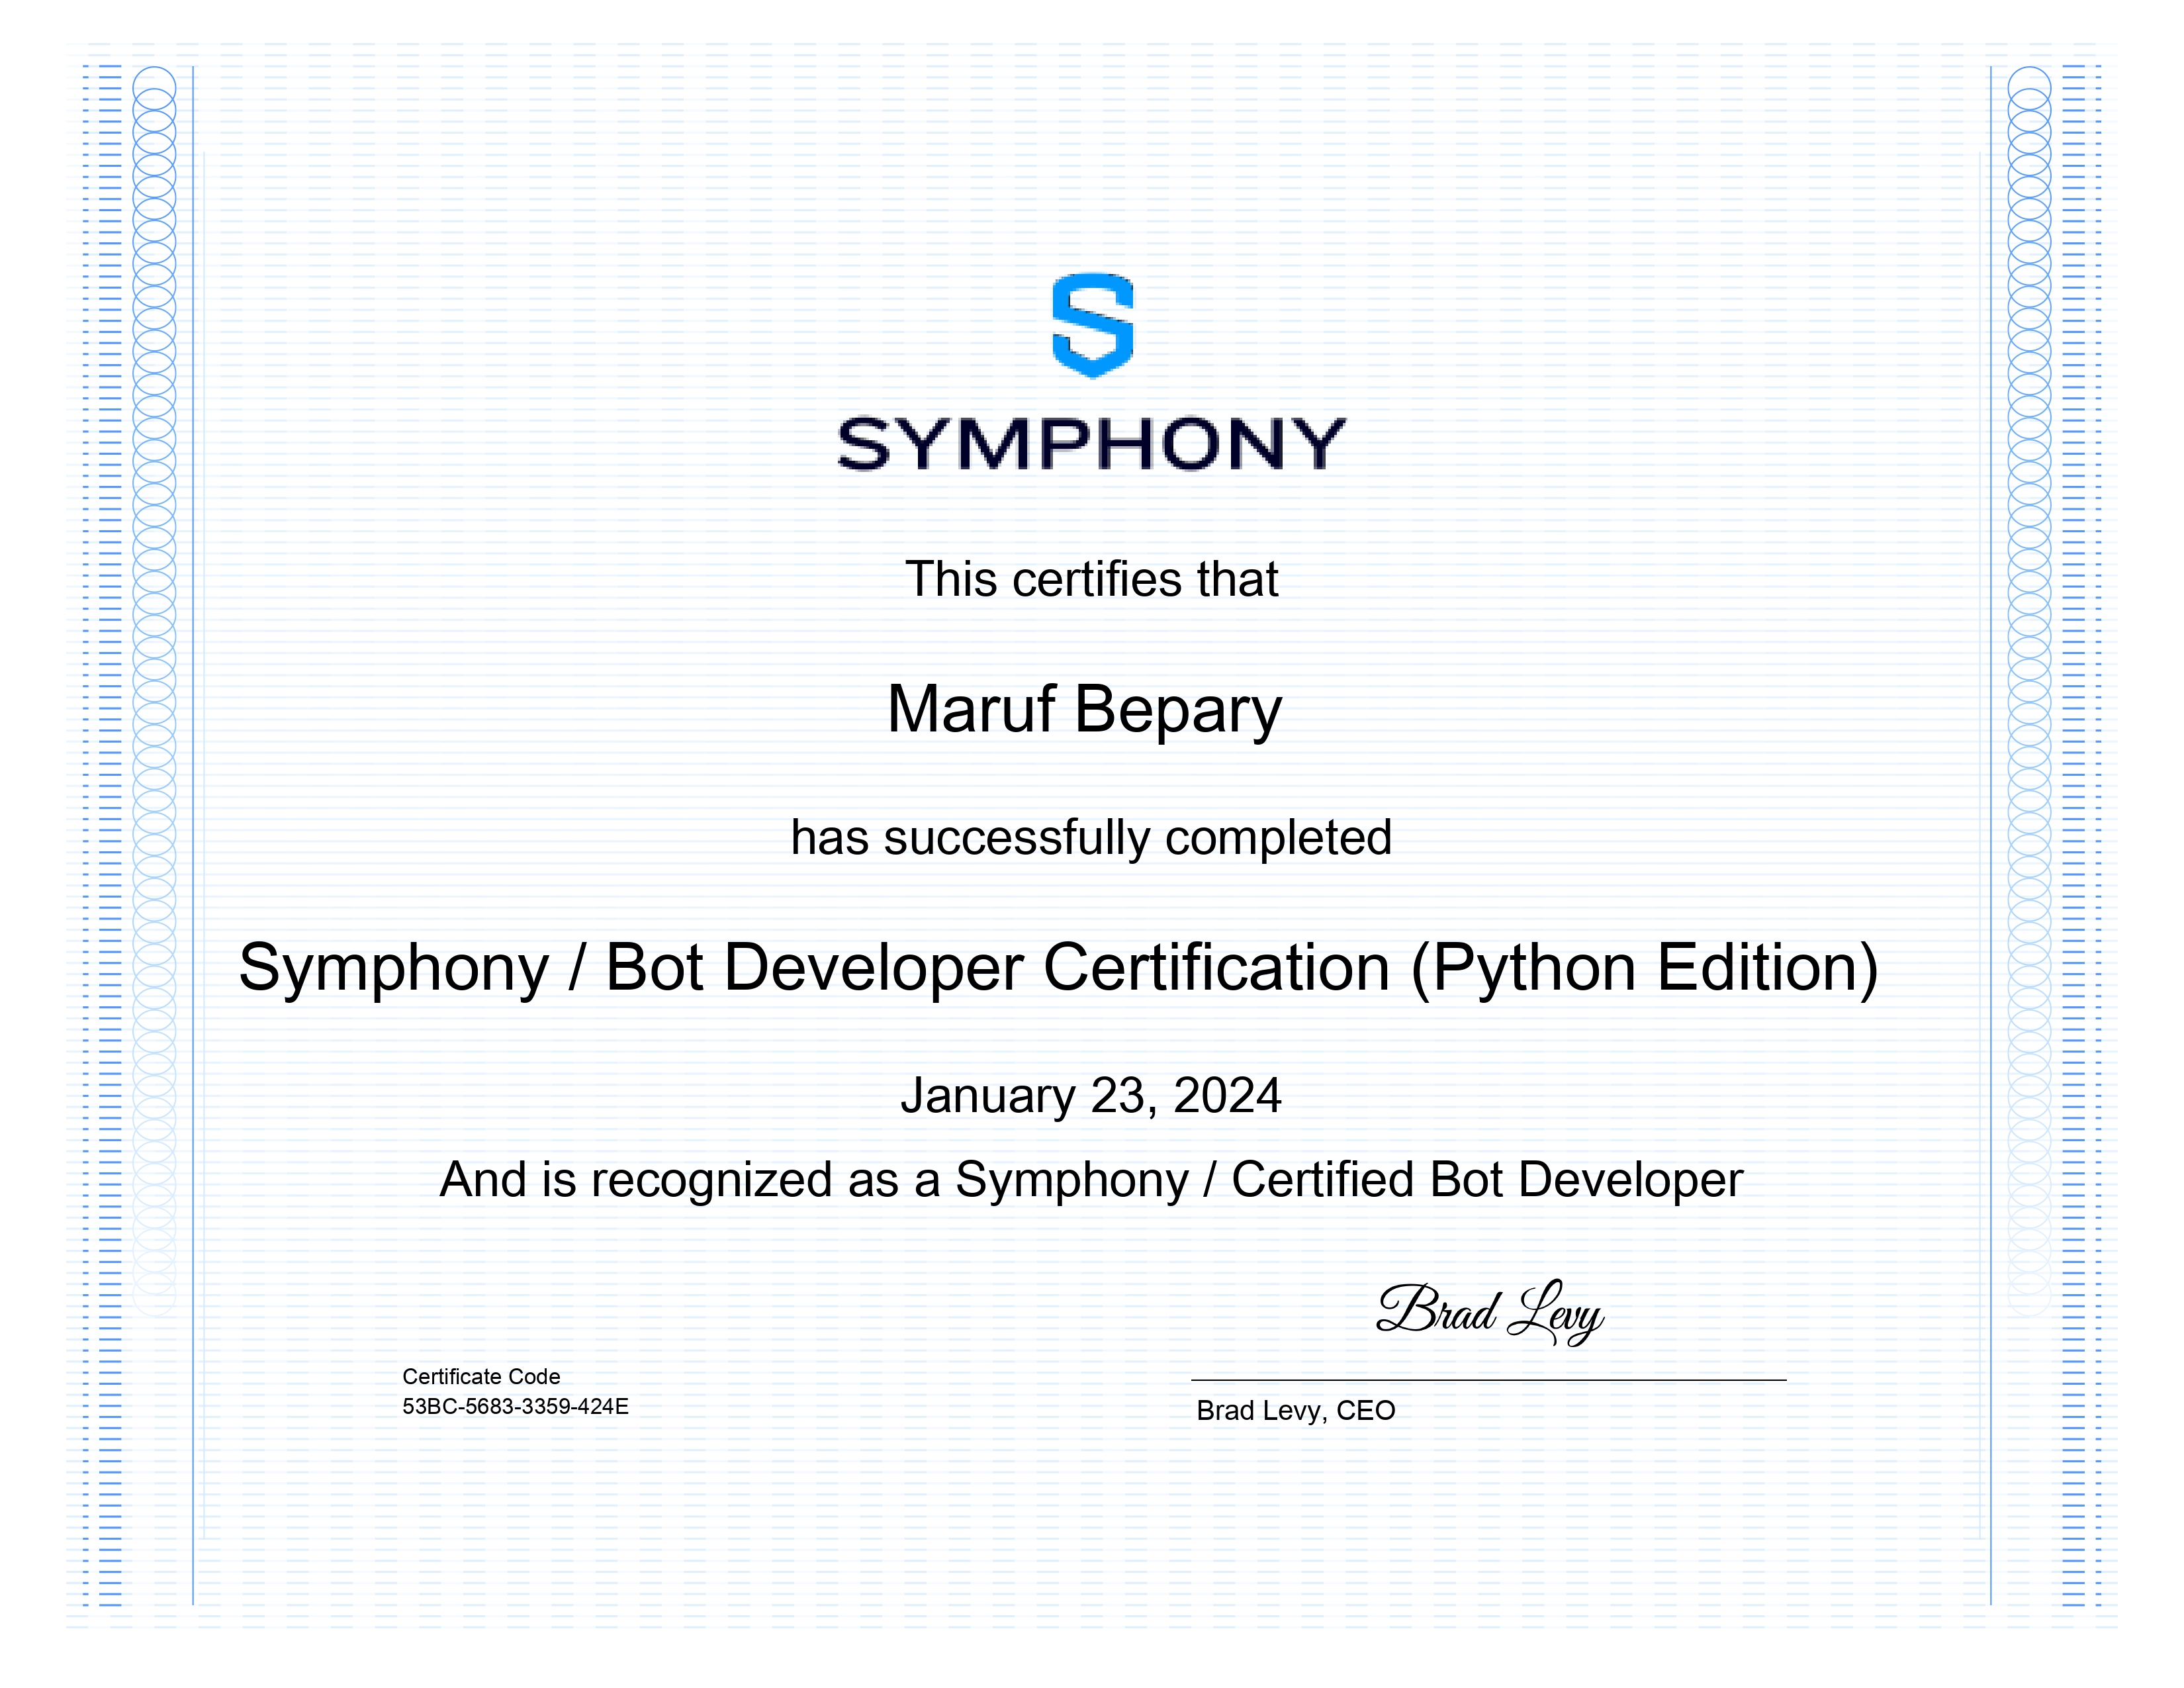 SYMPHONY
This certifies that
Maruf Bepary
has successfully completed
Symphony / Bot Developer Certification (Python Edition)
January 23, 2024
And is recognized as a Symphony / Certified Bot Developer
Brad Levy
Certificate Code
53BC-5683-3359-424E
Brad Levy, CEO